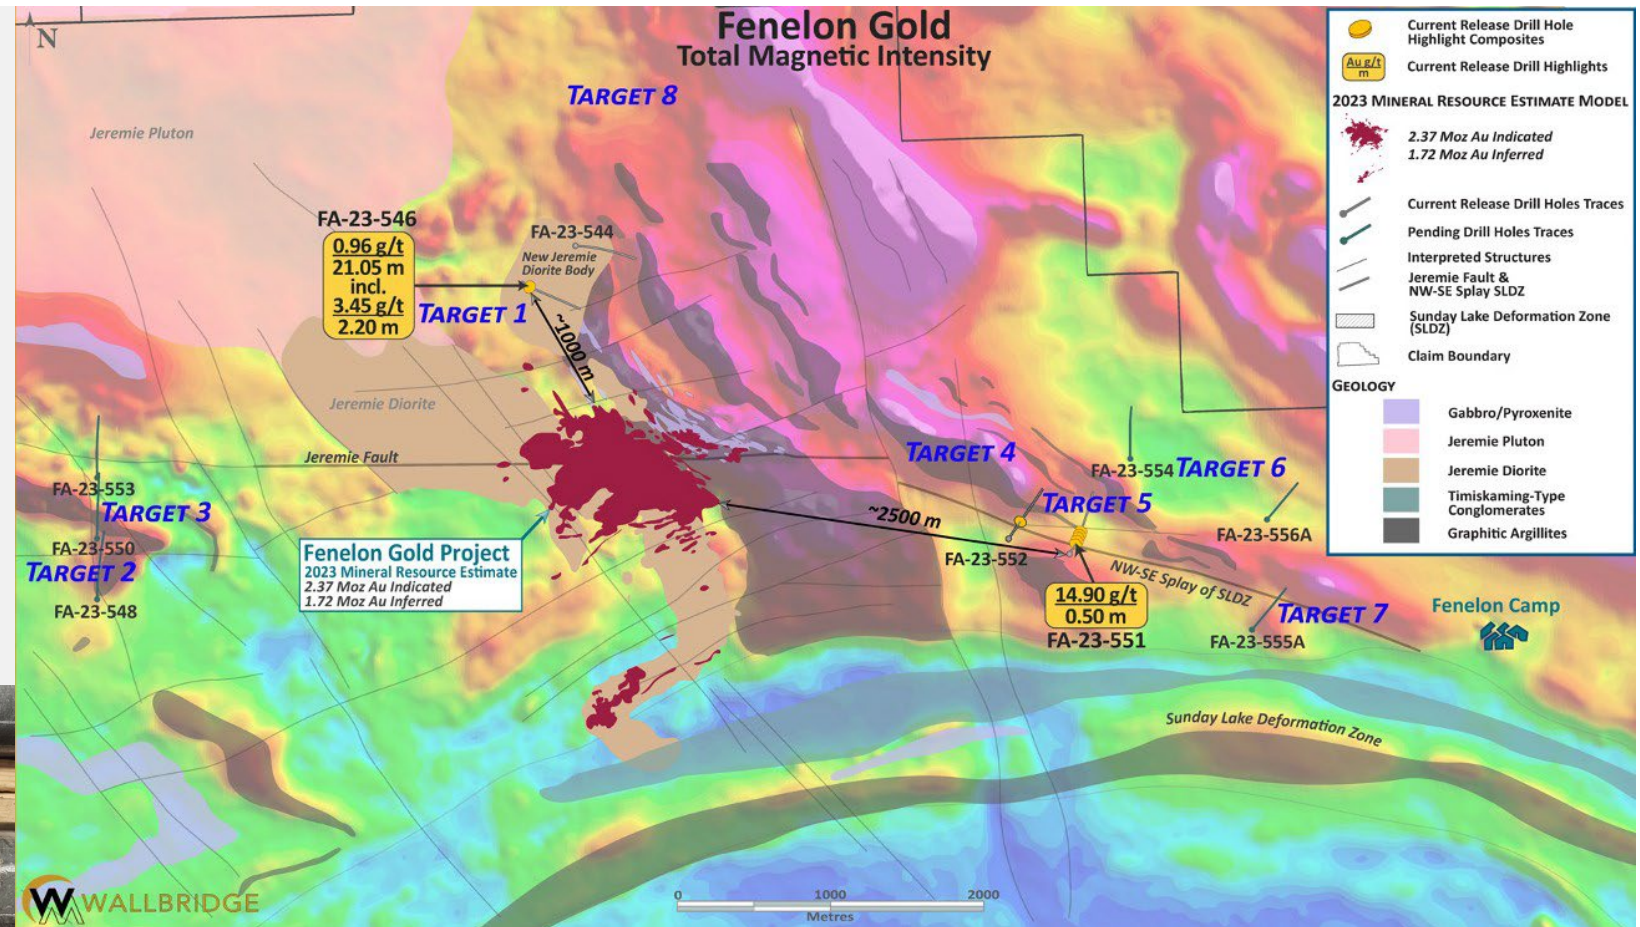 Fenelon Gold
Total Magnetic Intensity
N
TARGET 8
Jeremie Pluton
FA-23-546
0.96 g/t
21.05 m
incl.
3.45 g/t
2.20 m
FA-23-544
New Jeremie
Diorite Body
TARGET 1
~1000 m
Jeremie Diorite
Jeremie Fault
TARGET 4
FA-23-554
TARGET 6
FA-23-553
TARGET 3
TARGET 5
~2500 m
FA-23-556A
FA-23-550
FA-23-552
TARGET 2
Fenelon Gold Project
2023 Mineral Resource Estimate
2.37 Moz Au Indicated
1.72 Moz Au Inferred
NW-SE Splay of SLDZ
14.90 g/t
0.50 m
FA-23-551
FA-23-548
TARGET 7
FA-23-555A
Fenelon Camp
Sunday Lake Deformation Zone
WALLBRIDGE
0 1000 2000
Metres
Current Release Drill Hole
Highlight Composites
Au g/t
m
Current Release Drill Highlights
2023 MINERAL RESOURCE ESTIMATE MODEL
2.37 Moz Au Indicated
1.72 Moz Au Inferred
Current Release Drill Holes Traces
Pending Drill Holes Traces
Interpreted Structures
Jeremie Fault &
NW-SE Splay SLDZ
Sunday Lake Deformation Zone
(SLDZ)
Claim Boundary
GEOLOGY
Gabbro/Pyroxenite
Jeremie Pluton
Jeremie Diorite
Timiskaming-Type
Conglomerates
Graphitic Argillites